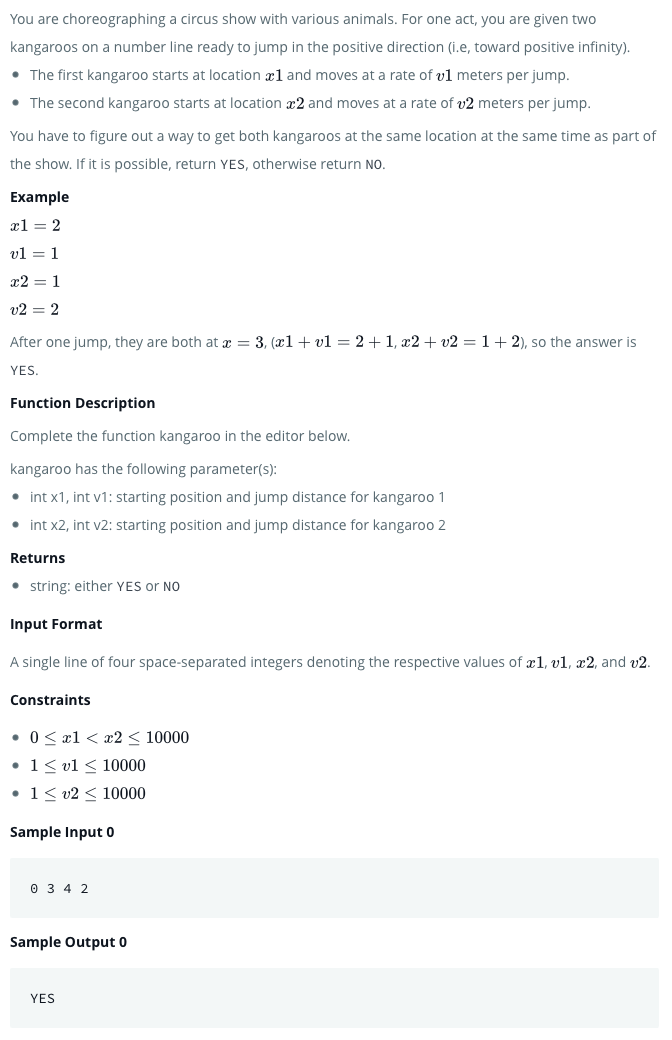 You are choreographing a circus show with various animals. For one act, you are given two
kangaroos on a number line ready to jump in the positive direction (i.e, toward positive infinity).
• The first kangaroo starts at location x1 and moves at a rate of v1 meters per jump.
• The second kangaroo starts at location x2 and moves at a rate of v2 meters per jump.
You have to figure out a way to get both kangaroos at the same location at the same time as part of
the show. If it is possible, return YES, otherwise return NO.
Example
x1 = 2
v1 = 1
x2 = 1
v2 = 2
After one jump, they are both at x = 3, (x1 + v1 = 2 + 1, x2 + v2 = 1 + 2), so the answer is
YES.
Function Description
Complete the function kangaroo in the editor below.
kangaroo has the following parameter(s):
• int x1, int v1: starting position and jump distance for kangaroo 1
• int x2, int v2: starting position and jump distance for kangaroo 2
Returns
• string: either YES or NO
Input Format
A single line of four space-separated integers denoting the respective values of x1, v1, x2, and v2.
Constraints
• 0 ≤ x1 < x2 ≤ 10000
• 1 ≤ v1 ≤ 10000
• 1 ≤ v2 ≤ 10000
Sample Input 0
0 3 4 2
Sample Output 0
YES